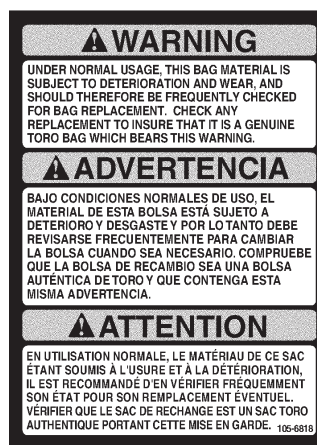 WARNING
UNDER NORMAL USAGE, THIS BAG MATERIAL IS
SUBJECT TO DETERIORATION AND WEAR, AND
SHOULD THEREFORE BE FREQUENTLY CHECKED
FOR BAG REPLACEMENT. CHECK ANY
REPLACEMENT TO INSURE THAT IT IS A GENUINE
TORO BAG WHICH BEARS THIS WARNING.
ADVERTENCIA
BAJO CONDICIONES NORMALES DE USO, EL
MATERIAL DE ESTA BOLSA ESTÁ SUJETO A
DETERIORO Y DESGASTE Y POR LO TANTO DEBE
REVISARSE FRECUENTEMENTE PARA CAMBIAR
LA BOLSA CUANDO SEA NECESARIO. COMPRUEBE
QUE LA BOLSA DE RECAMBIO SEA UNA BOLSA
AUTÉNTICA DE TORO Y QUE CONTENGA ESTA
MISMA ADVERTENCIA.
ATTENTION
EN UTILISATION NORMALE, LE MATÉRIAU DE CE SAC
ÉTANT SOUMIS À L'USURE ET À LA DÉTÉRIORATION,
IL EST RECOMMANDÉ D'EN VÉRIFIER FRÉQUEMMENT
SON ÉTAT POUR SON REMPLACEMENT ÉVENTUEL.
VÉRIFIER QUE LE SAC DE RECHANGE EST UN SAC TORO
AUTHENTIQUE PORTANT CETTE MISE EN GARDE. 105-6818